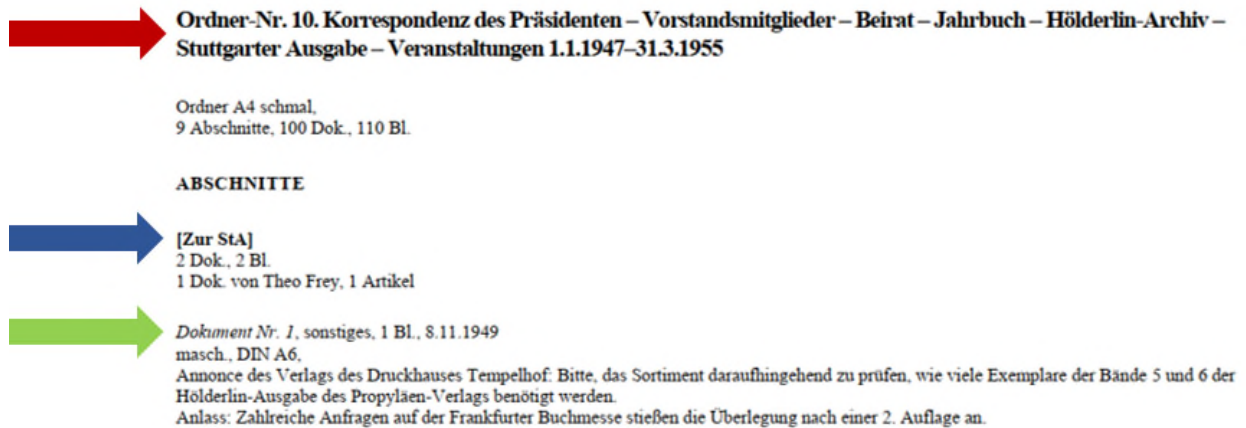 Ordner-Nr. 10. Korrespondenz des Präsidenten – Vorstandsmitglieder – Beirat – Jahrbuch – Hölderlin-Archiv –
Stuttgarter Ausgabe – Veranstaltungen 1.1.1947–31.3.1955
Ordner A4 schmal,
9 Abschnitte, 100 Dok., 110 Bl.
ABSCHNITTE
[Zur StA]
2 Dok., 2 Bl.
1 Dok. von Theo Frey, 1 Artikel
Dokument Nr. 1, sonstiges, 1 Bl., 8.11.1949
masch., DIN A6,
Annonce des Verlags des Druckhauses Tempelhof: Bitte, das Sortiment daraufhingehend zu prüfen, wie viele Exemplare der Bände 5 und 6 der
Hölderlin-Ausgabe des Propyläen-Verlags benötigt werden.
Anlass: Zahlreiche Anfragen auf der Frankfurter Buchmesse stießen die Überlegung nach einer 2. Auflage an.